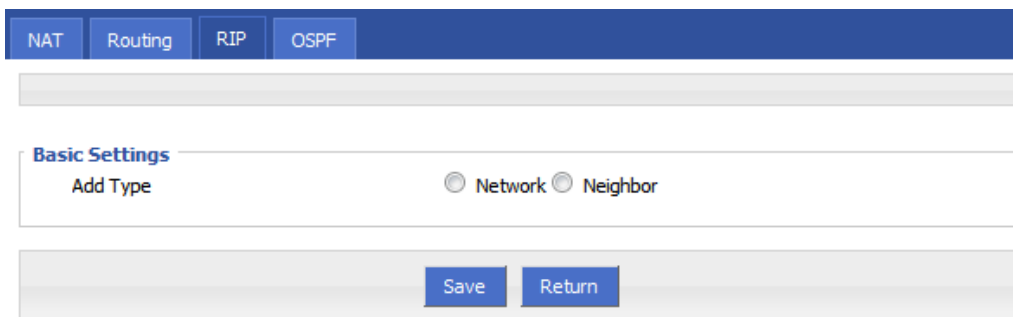 NAT Routing RIP OSPF
Basic Settings
Add Type Network Neighbor
Save Return